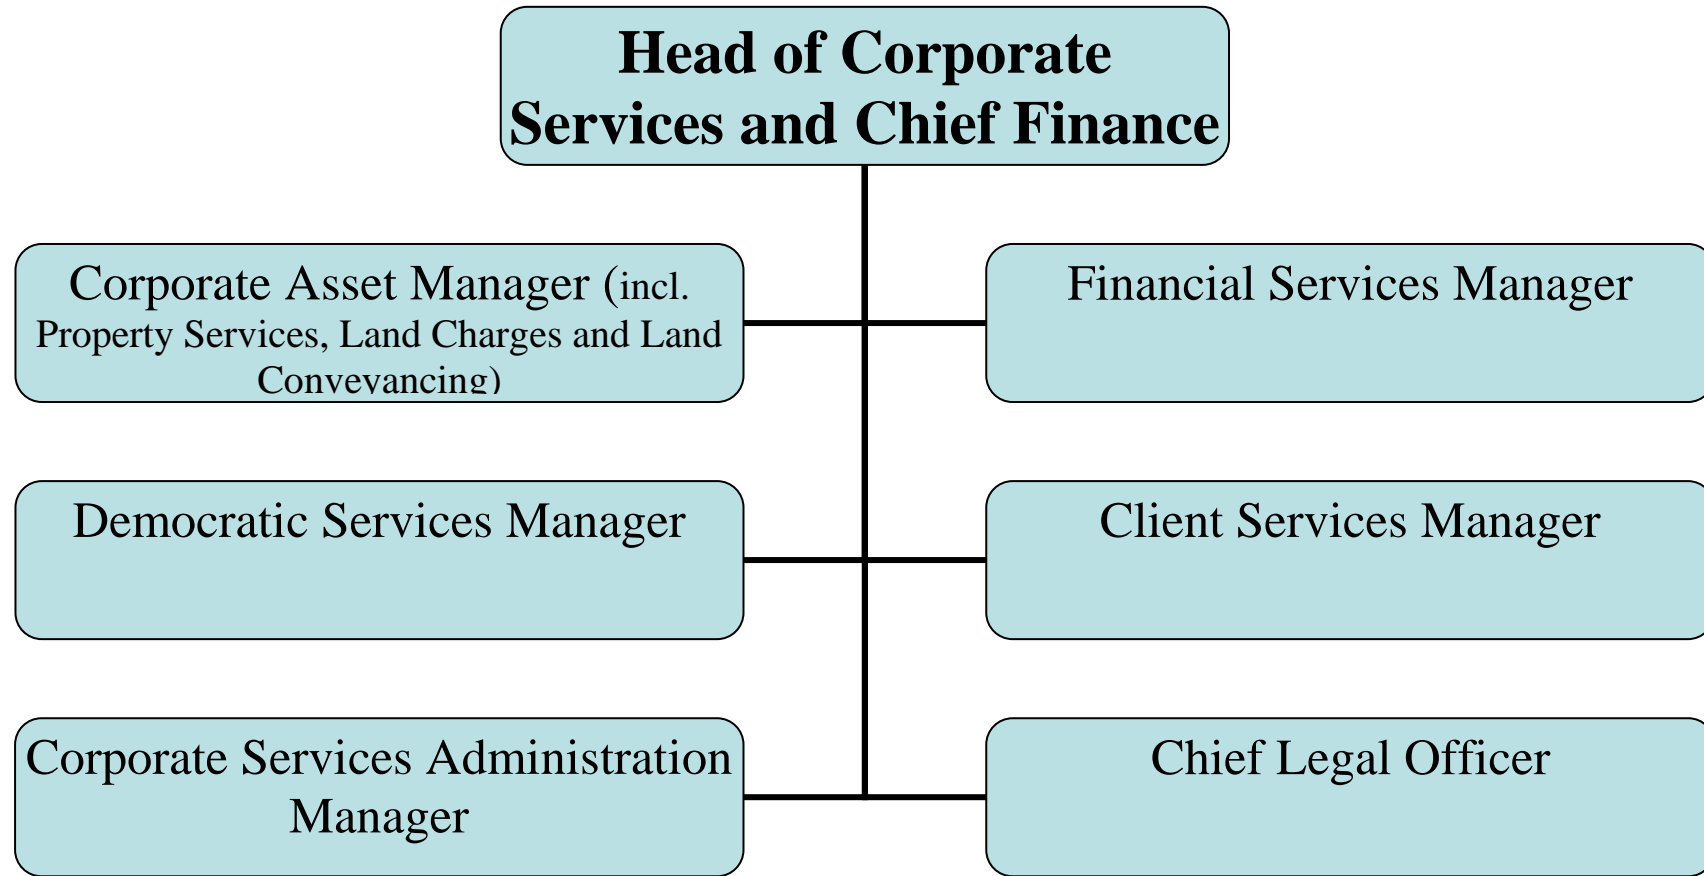 Head of Corporate
Services and Chief Finance
Corporate Asset Manager (incl.
Property Services, Land Charges and Land
Conveyancing)
Financial Services Manager
Democratic Services Manager
Client Services Manager
Corporate Services Administration
Manager
Chief Legal Officer